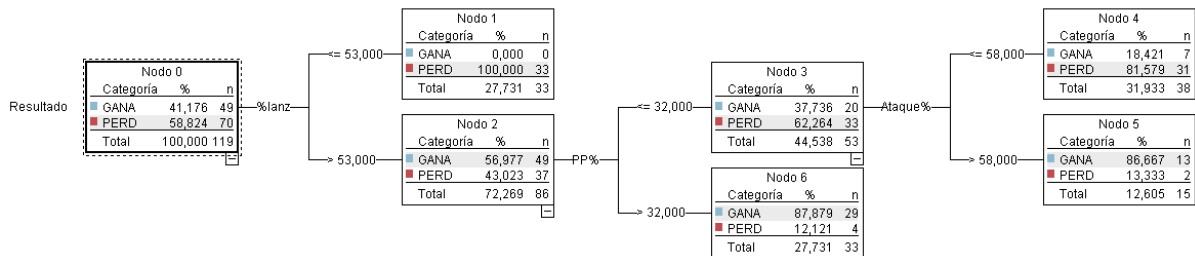 Resultado
Nodo 0
Categoría % n
GANA 41,176 49
PERD 58,824 70
Total 100,000 119
%lanz
<= 53,000
Nodo 1
Categoría % n
GANA 0,000 0
PERD 100,000 33
Total 27,731 33
> 53,000
Nodo 2
Categoría % n
GANA 56,977 49
PERD 43,023 37
Total 72,269 86
PP%
<= 32,000
Nodo 3
Categoría % n
GANA 37,736 20
PERD 62,264 33
Total 44,538 53
> 32,000
Nodo 6
Categoría % n
GANA 87,879 29
PERD 12,121 4
Total 27,731 33
Ataque%
<= 58,000
Nodo 4
Categoría % n
GANA 18,421 7
PERD 81,579 31
Total 31,933 38
> 58,000
Nodo 5
Categoría % n
GANA 86,667 13
PERD 13,333 2
Total 12,605 15